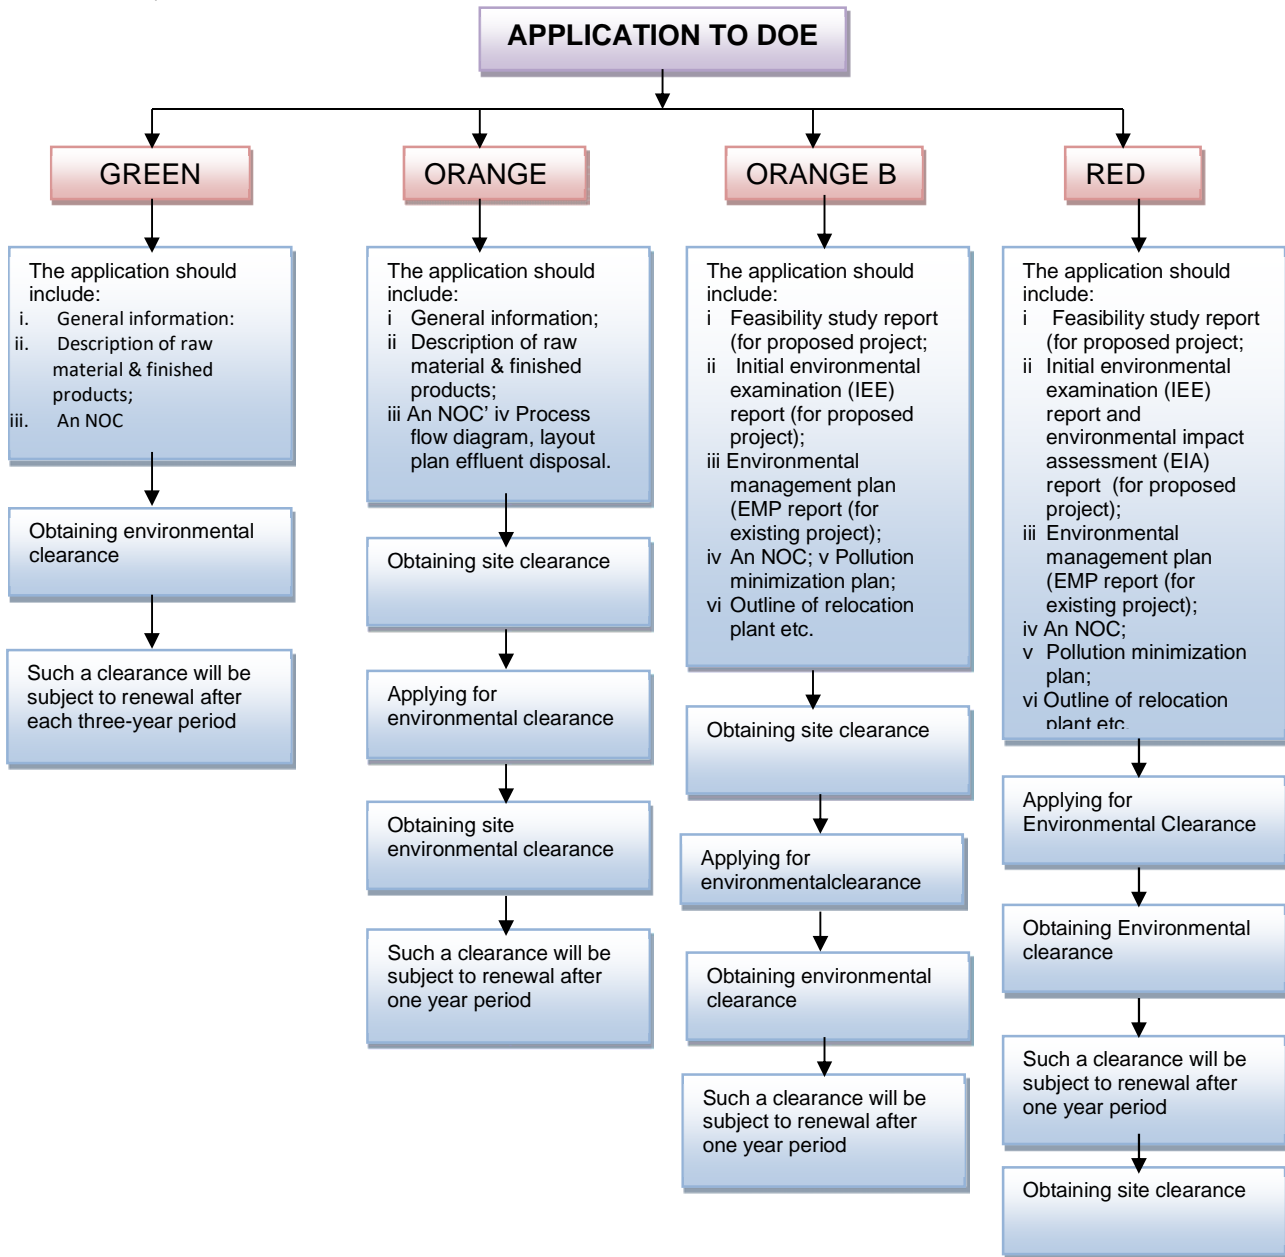 APPLICATION TO DOE
GREEN
ORANGE
ORANGE B
RED
The application should
include:
i. General information:
ii. Description of raw
material & finished
products;
iii. An NOC
Obtaining environmental
clearance
Such a clearance will be
subject to renewal after
each three-year period
The application should
include:
i General information;
ii Description of raw
material & finished
products;
iii An NOC’ iv Process
flow diagram, layout
plan effluent disposal.
Obtaining site clearance
Applying for
environmental clearance
Obtaining site
environmental clearance
Such a clearance will be
subject to renewal after
one year period
The application should
include:
i Feasibility study report
(for proposed project;
ii Initial environmental
examination (IEE)
report (for proposed
project);
iii Environmental
management plan
(EMP report (for
existing project);
iv An NOC; v Pollution
minimization plan;
vi Outline of relocation
plant etc.
Obtaining site clearance
Applying for
environmentalclearance
Obtaining environmental
clearance
Such a clearance will be
subject to renewal after
one year period
The application should
include:
i Feasibility study report
(for proposed project;
ii Initial environmental
examination (IEE)
report and
environmental impact
assessment (EIA)
report (for proposed
project);
iii Environmental
management plan
(EMP report (for
existing project);
iv An NOC;
v Pollution minimization
plan;
vi Outline of relocation
plant etc.
Applying for
Environmental Clearance
Obtaining Environmental
clearance
Such a clearance will be
subject to renewal after
one year period
Obtaining site clearance